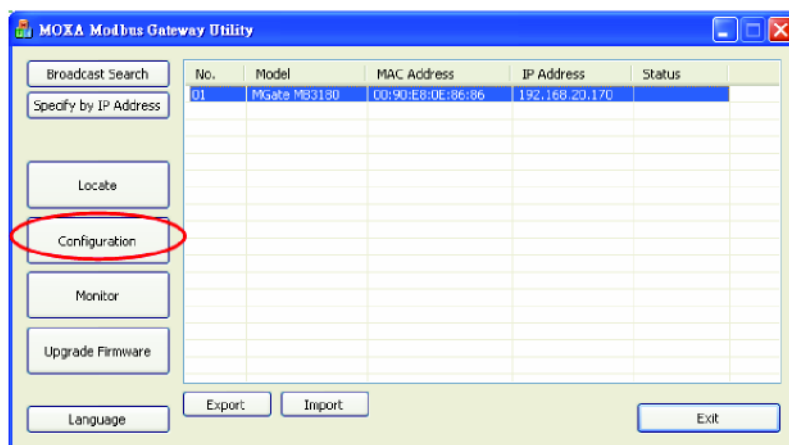 MOXA Modbus Gateway Utility
Broadcast Search
Specify by IP Address
Locate
Configuration
Monitor
Upgrade Firmware
Language
No. Model MAC Address IP Address Status
01 MGate MB3180 00:90:E8:0E:86:86 192.168.20.170
Export Import
Exit